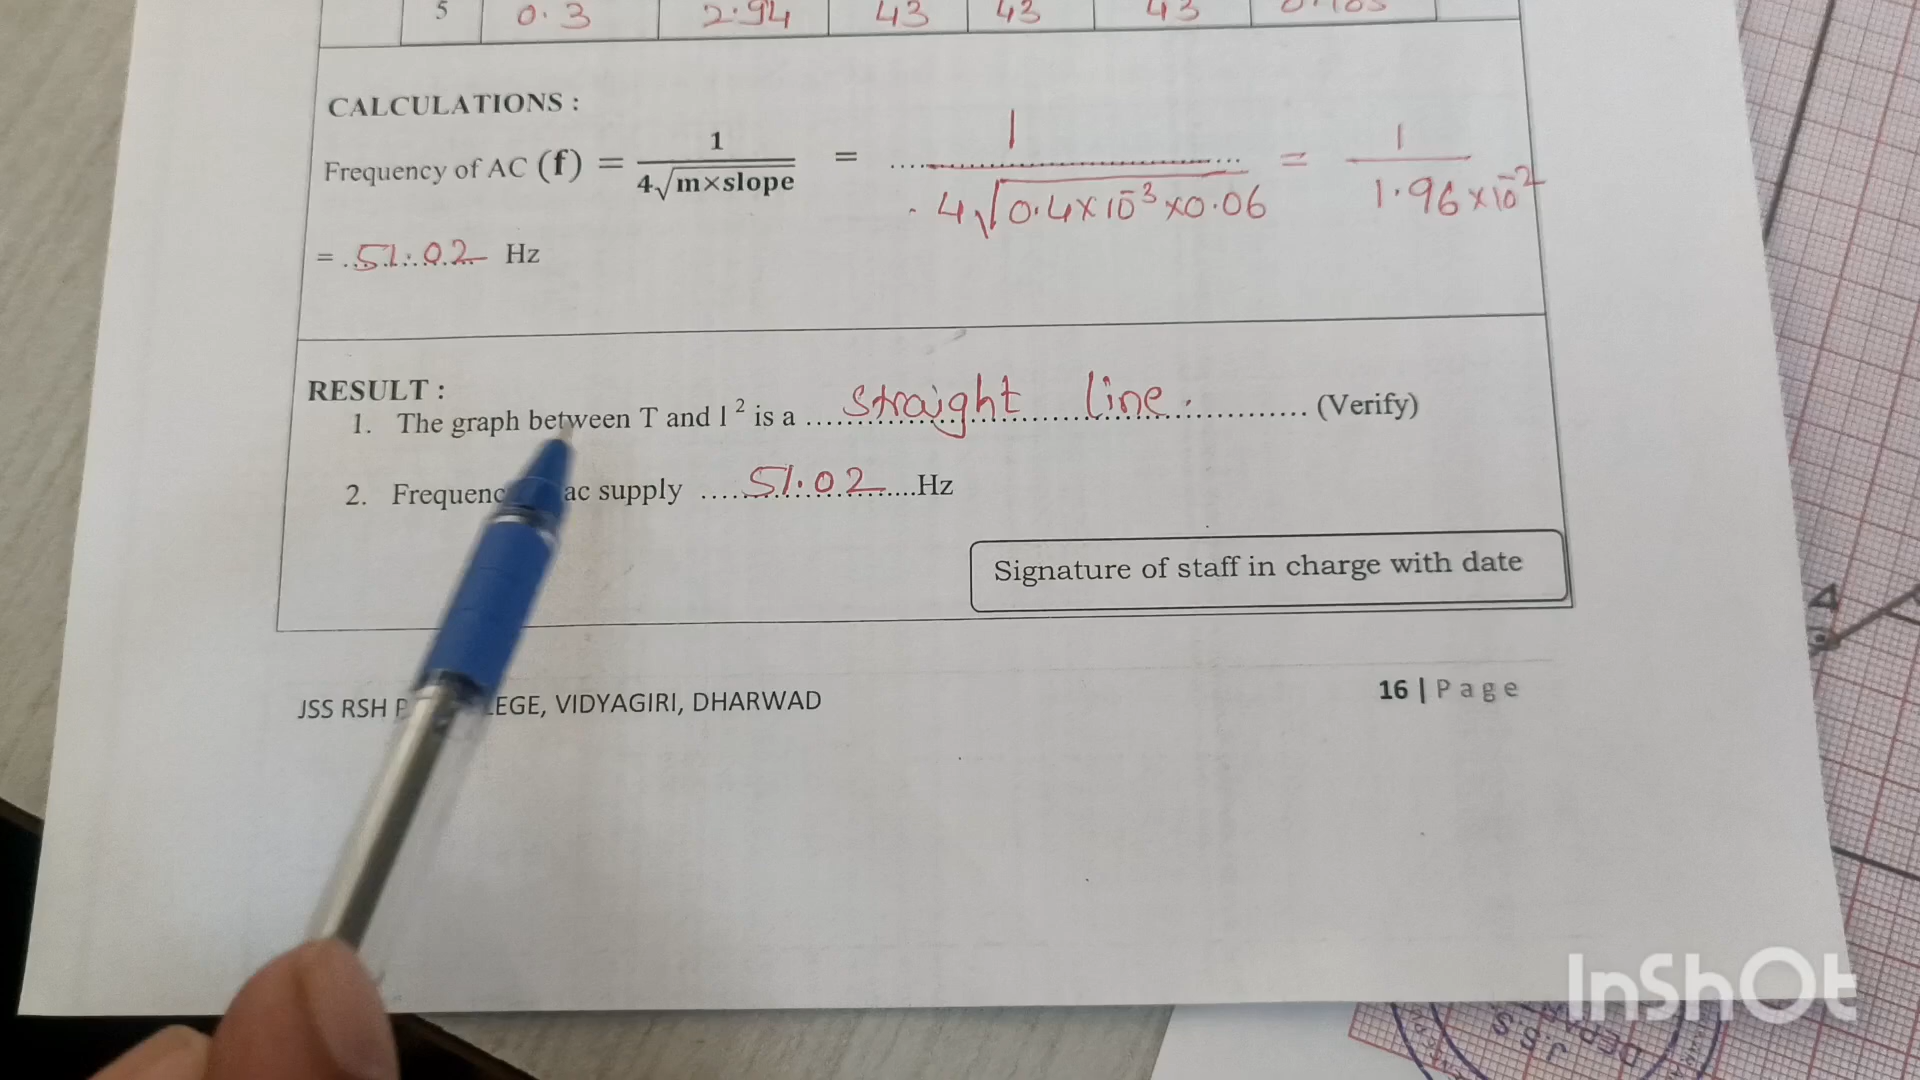 5 0.3 2.94 43 43 43
CALCULATIONS :
Frequency of AC (f) = 1 / 4√m×slope = 1 / 4√0.4×10⁻³×0.06 = 1 / 1.96×10⁻²
= 51.02 Hz
RESULT :
1. The graph between T and l² is a straight line. (Verify)
2. ac supply 51.02 Hz
Signature of staff in charge with date
JSS RSH VIDYAGIRI, DHARWAD
16 | Page
InShOt
J.S.S.